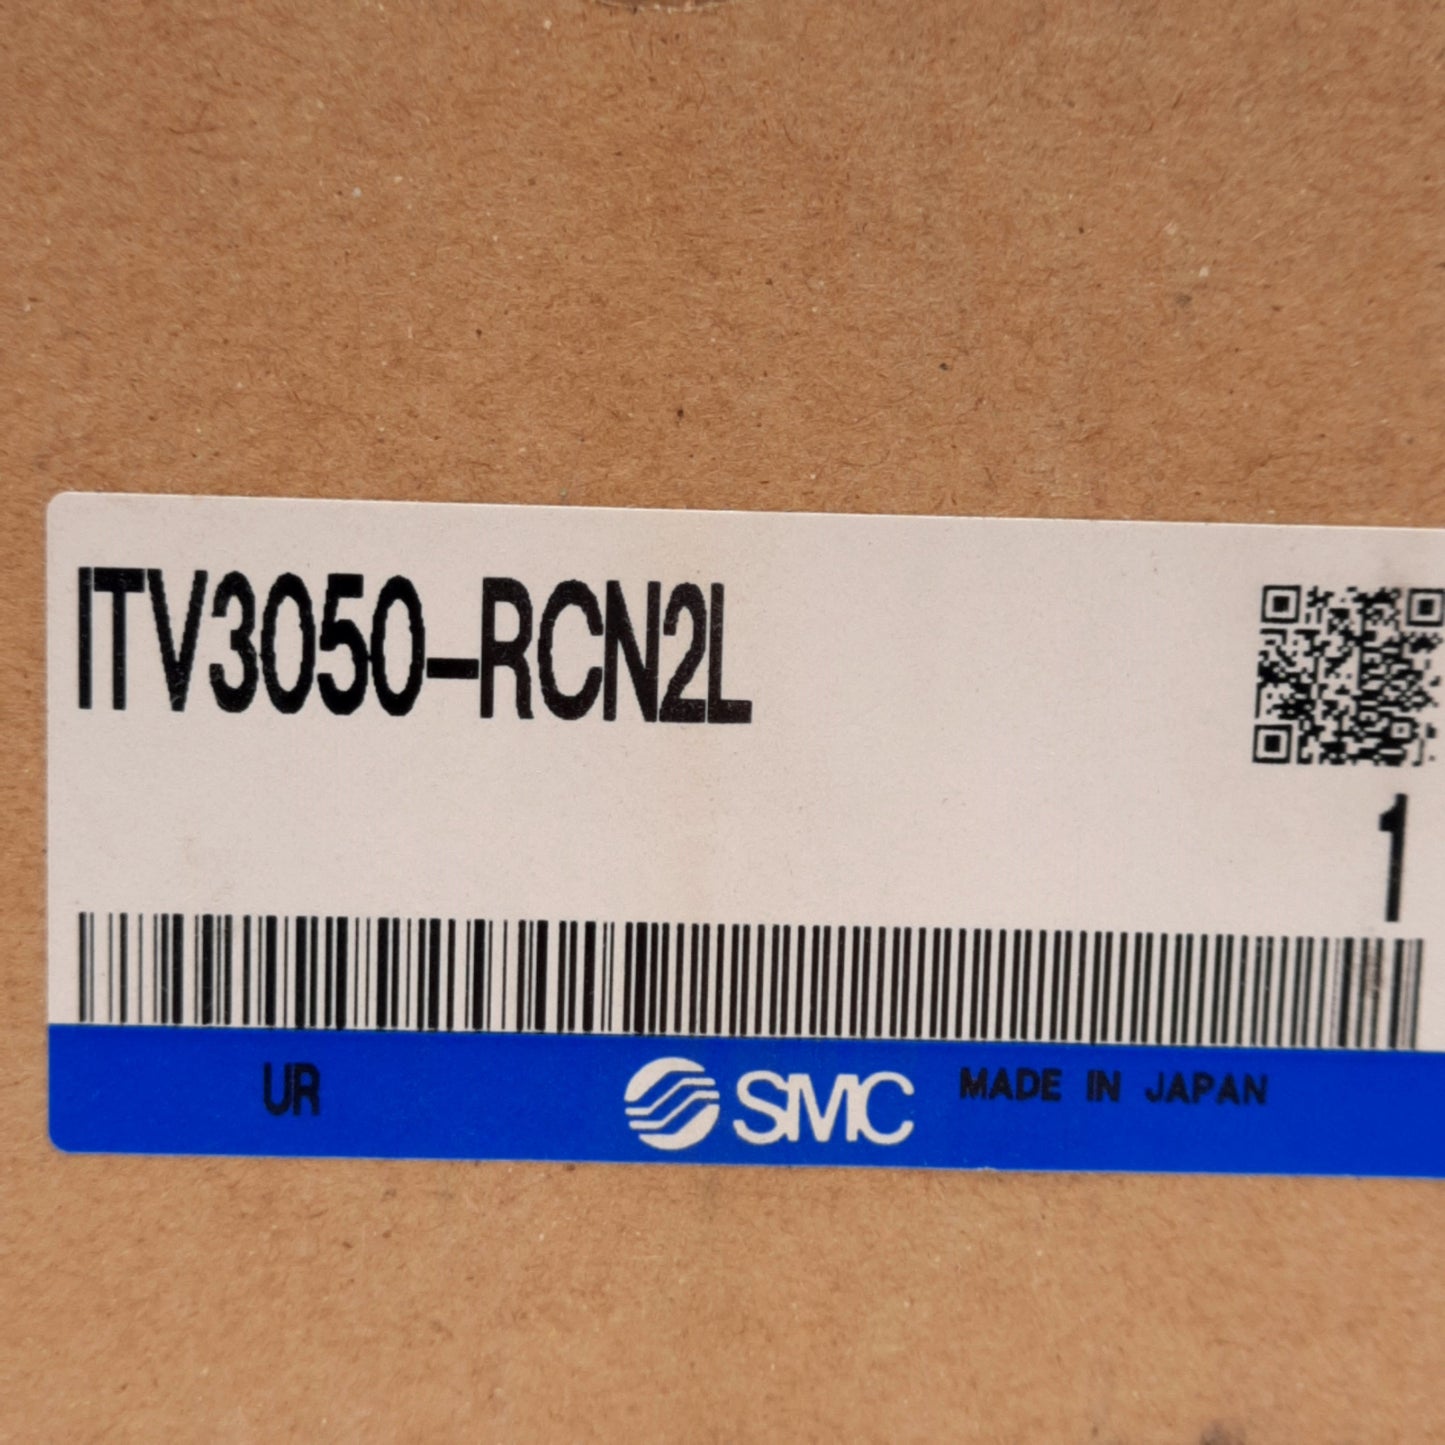 ITV3050-RCN2L
1
UR SMC MADE IN JAPAN